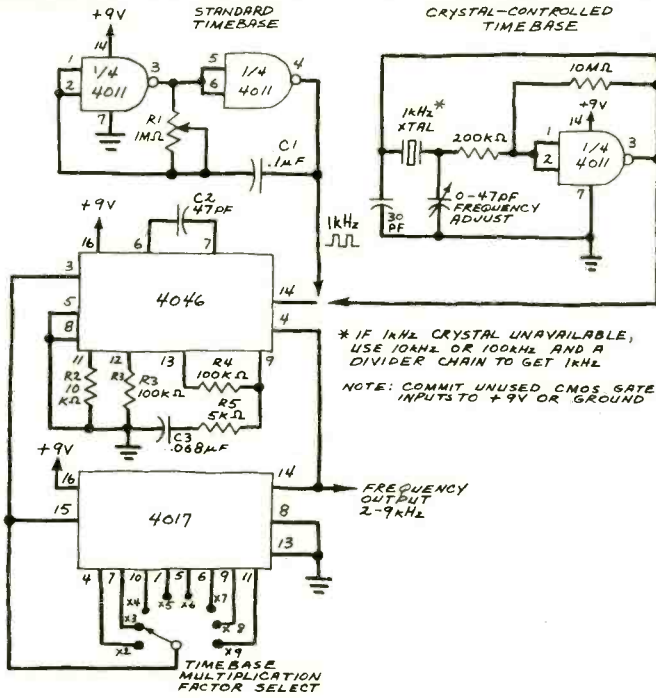 STANDARD
TIMEBASE
CRYSTAL-CONTROLLED
TIMEBASE
+9V
14
1
2
1/4
4011
3
7
R1
1MΩ
5
6
1/4
4011
4
C1
.1µF
1kHz *
XTAL
200kΩ
10MΩ
+9V
14
1
2
1/4
4011
3
7
30
PF
0-47pF
FREQUENCY
ADJUST
1kHz
+9V
C2
47PF
16
6
7
3
5
8
4046
14
4
11
12
13
9
R2
10
KΩ
R3
R3
100KΩ
R4
100KΩ
R5
5KΩ
C3
.068µF
* IF 1kHz CRYSTAL UNAVAILABLE,
USE 10kHz OR 100kHz AND A
DIVIDER CHAIN TO GET 1kHz
NOTE: COMMIT UNUSED CMOS GATE
INPUTS TO +9V OR GROUND
+9V
16
15
4017
14
8
13
FREQUENCY
OUTPUT
2-9kHz
4 7 10 1 5 6 9 11
x2
x3
x4
x5
x6
x7
x8
x9
TIMEBASE
MULTIPLICATION
FACTOR SELECT